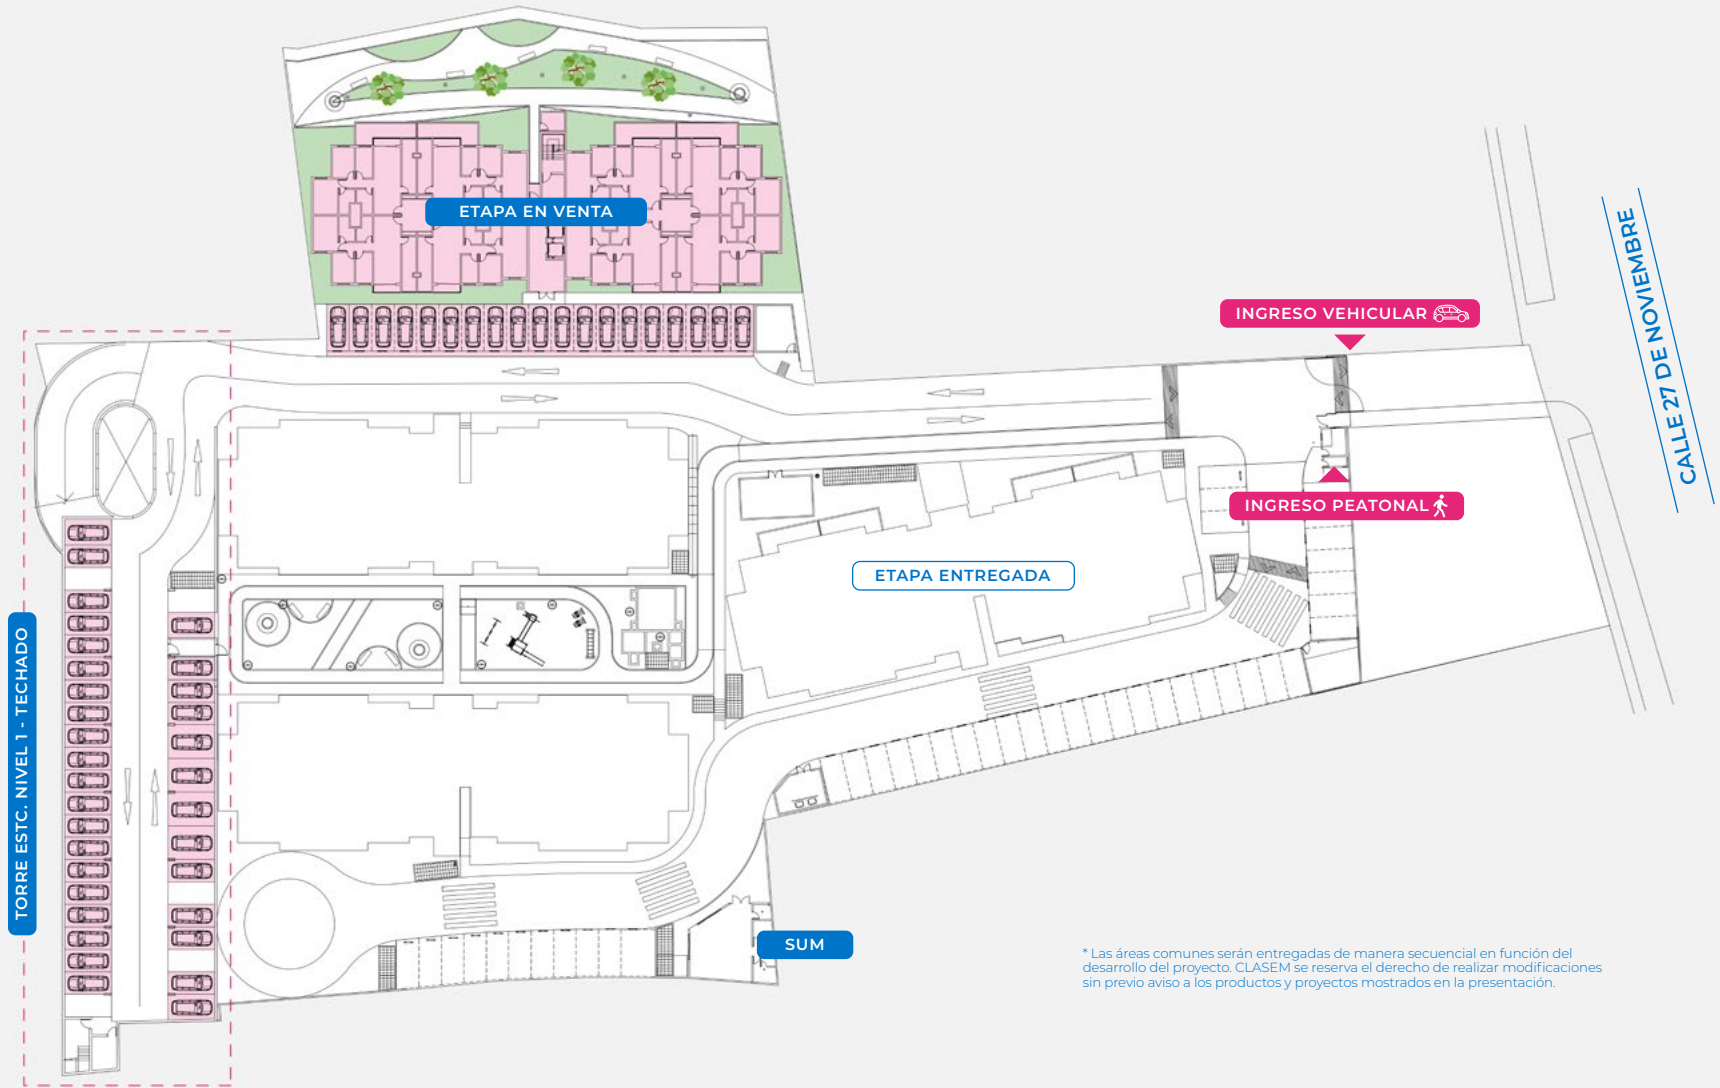 ETAPA EN VENTA
INGRESO VEHICULAR
CALLE 27 DE NOVIEMBRE
INGRESO PEATONAL
ETAPA ENTREGADA
TORRE ESTC. NIVEL 1 - TECHADO
SUM
* Las áreas comunes serán entregadas de manera secuencial en función del
desarrollo del proyecto. CLASEM se reserva el derecho de realizar modificaciones
sin previo aviso a los productos y proyectos mostrados en la presentación.